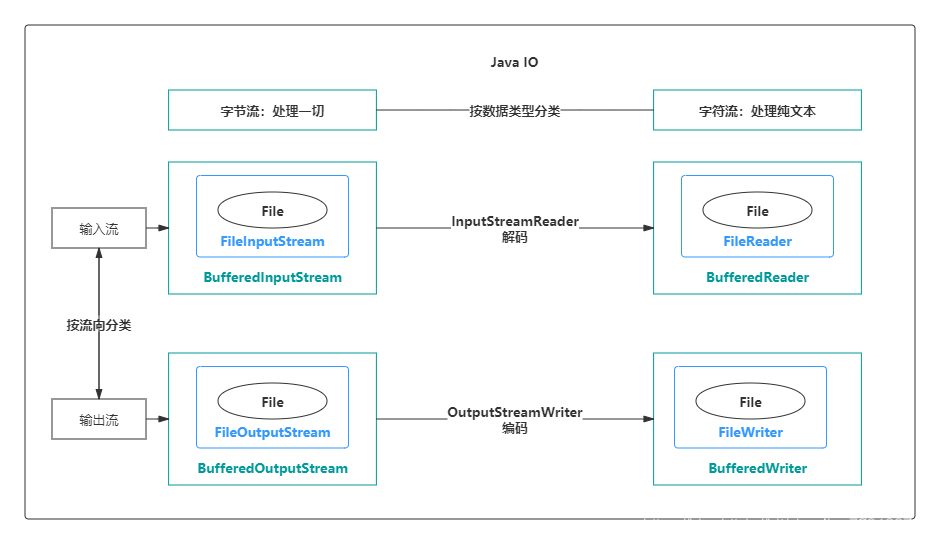 Java IO
字节流：处理一切
按数据类型分类
字符流：处理纯文本
输入流
File
FileInputStream
BufferedInputStream
InputStreamReader
解码
File
FileReader
BufferedReader
按流向分类
输出流
File
FileOutputStream
BufferedOutputStream
OutputStreamWriter
编码
File
FileWriter
BufferedWriter